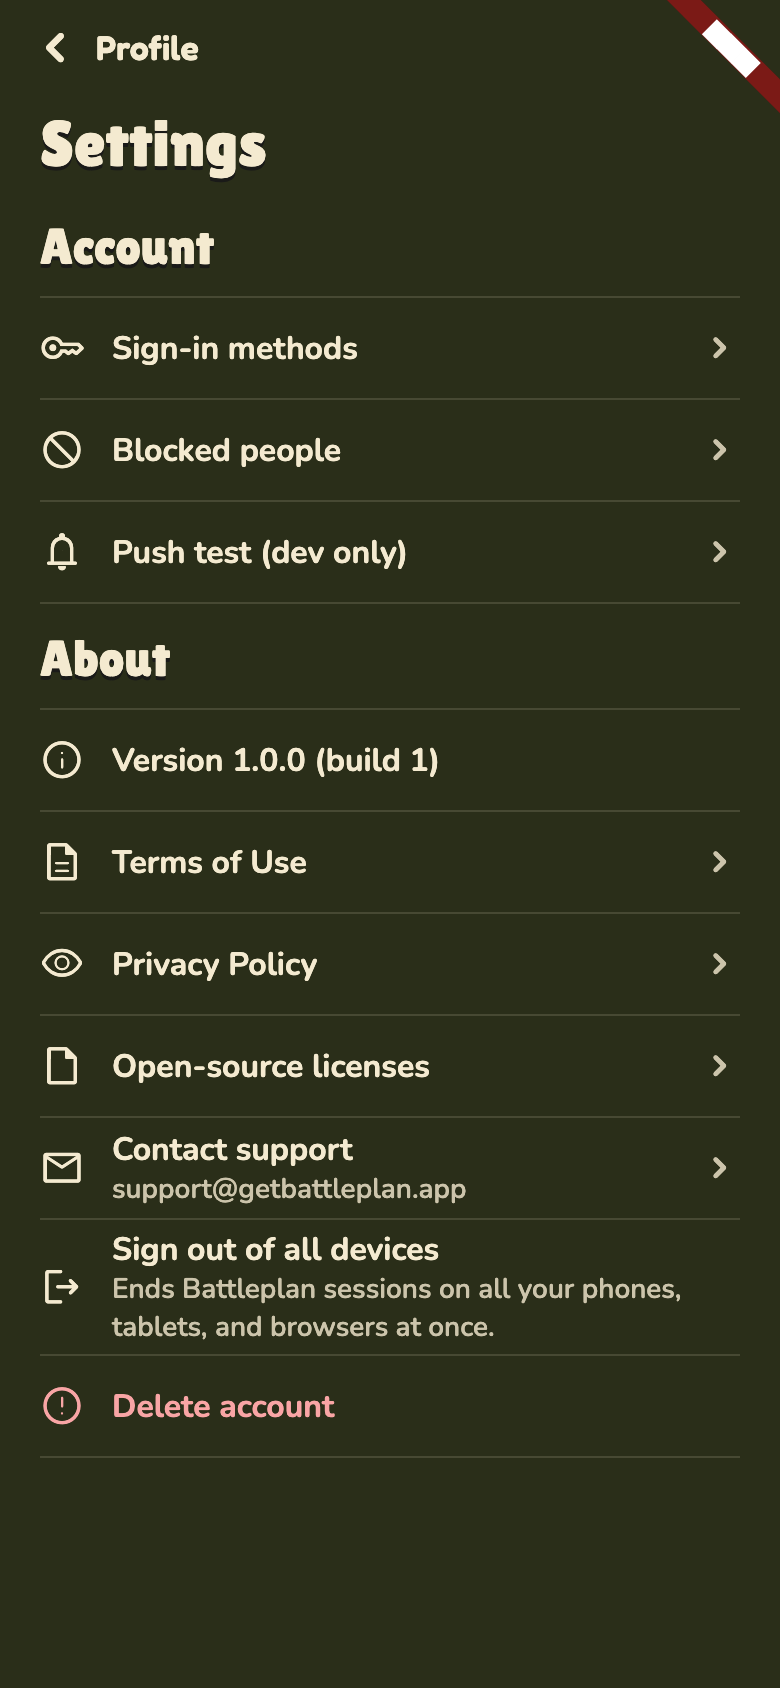 Profile
Settings
Account
Sign-in methods
Blocked people
Push test (dev only)
About
Version 1.0.0 (build 1)
Terms of Use
Privacy Policy
Open-source licenses
Contact support
support@getbattleplan.app
Sign out of all devices
Ends Battleplan sessions on all your phones,
tablets, and browsers at once.
Delete account